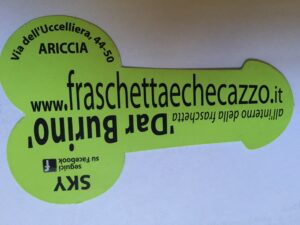 Via dell'Uccelliera, 44-50
ARICCIA
www.fraschettaechecazzo.it
all'interno della fraschetta
'Dar Burino'
SKY
seguici
su Facebook
f